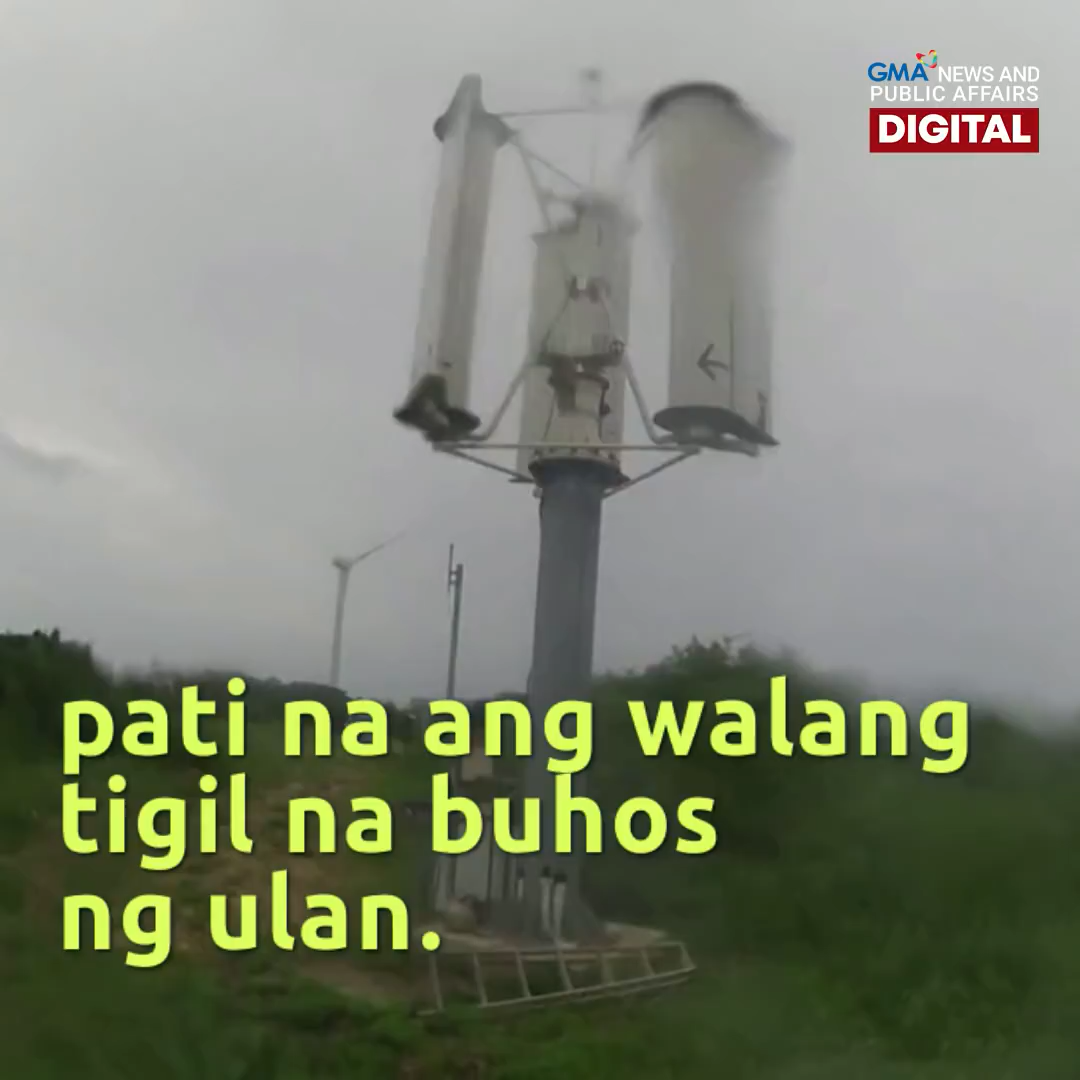 GMA NEWS AND
PUBLIC AFFAIRS
DIGITAL
pati na ang walang
tigil na buhos
ng ulan.